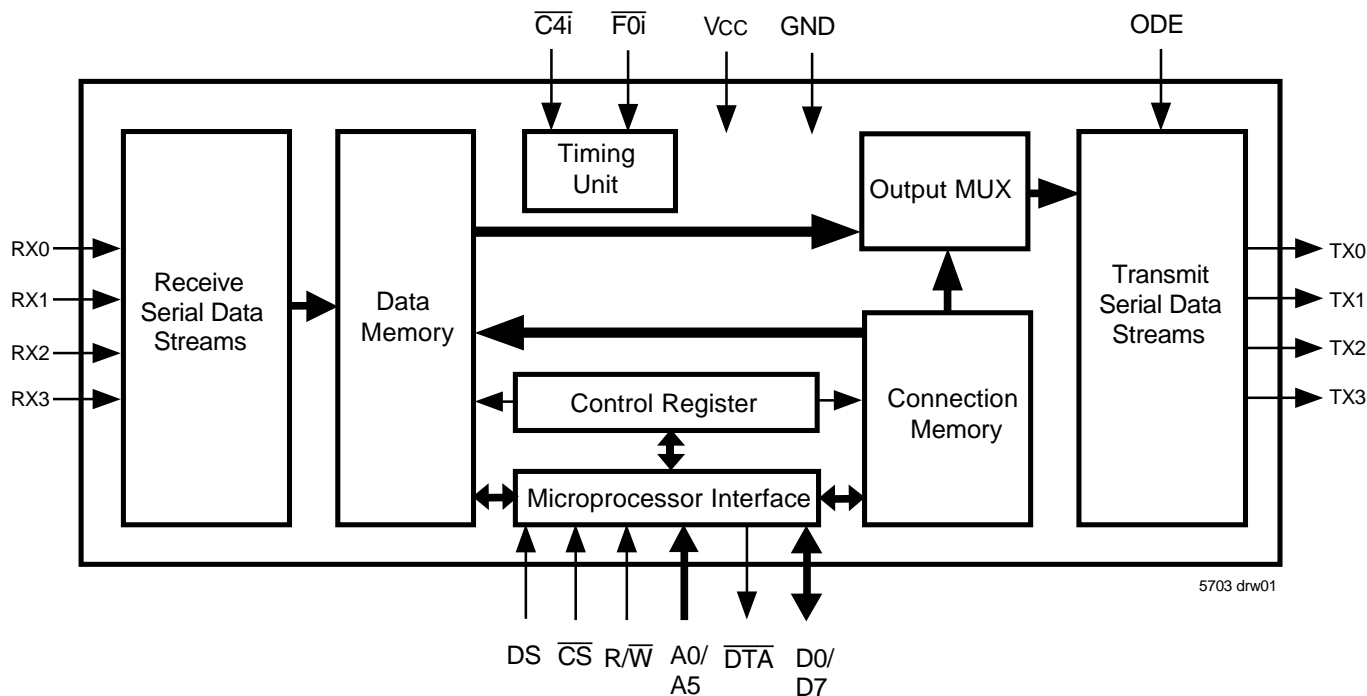 C4i F0i VCC GND ODE
Timing
Unit
Output MUX
Receive
Serial Data
Streams
Data
Memory
Transmit
Serial Data
Streams
RX0
RX1
RX2
RX3
TX0
TX1
TX2
TX3
Control Register
Connection
Memory
Microprocessor Interface
5703 drw01
DS CS R/W A0/
A5 DTA D0/
D7